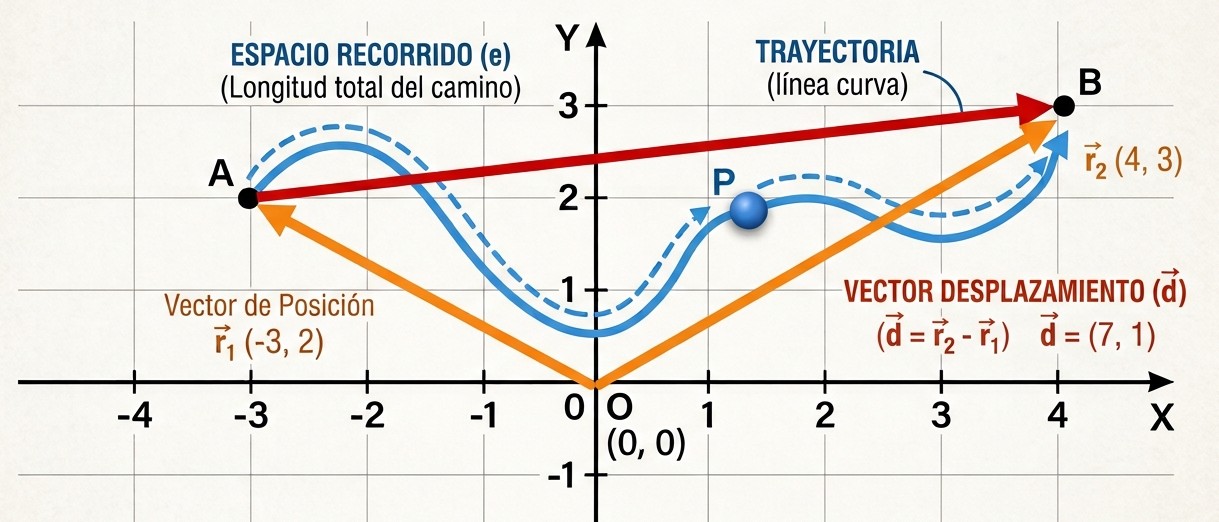 Y
ESPACIO RECORRIDO (e)
(Longitud total del camino)
TRAYECTORIA
(línea curva)
B
3
A
P
r⃗₂ (4, 3)
2
1
Vector de Posición
r⃗₁ (-3, 2)
VECTOR DESPLAZAMIENTO (d⃗)
(d⃗ = r⃗₂ - r⃗₁) d⃗ = (7, 1)
-4 -3 -2 -1 0 O 1 2 3 4 X
(0, 0)
-1